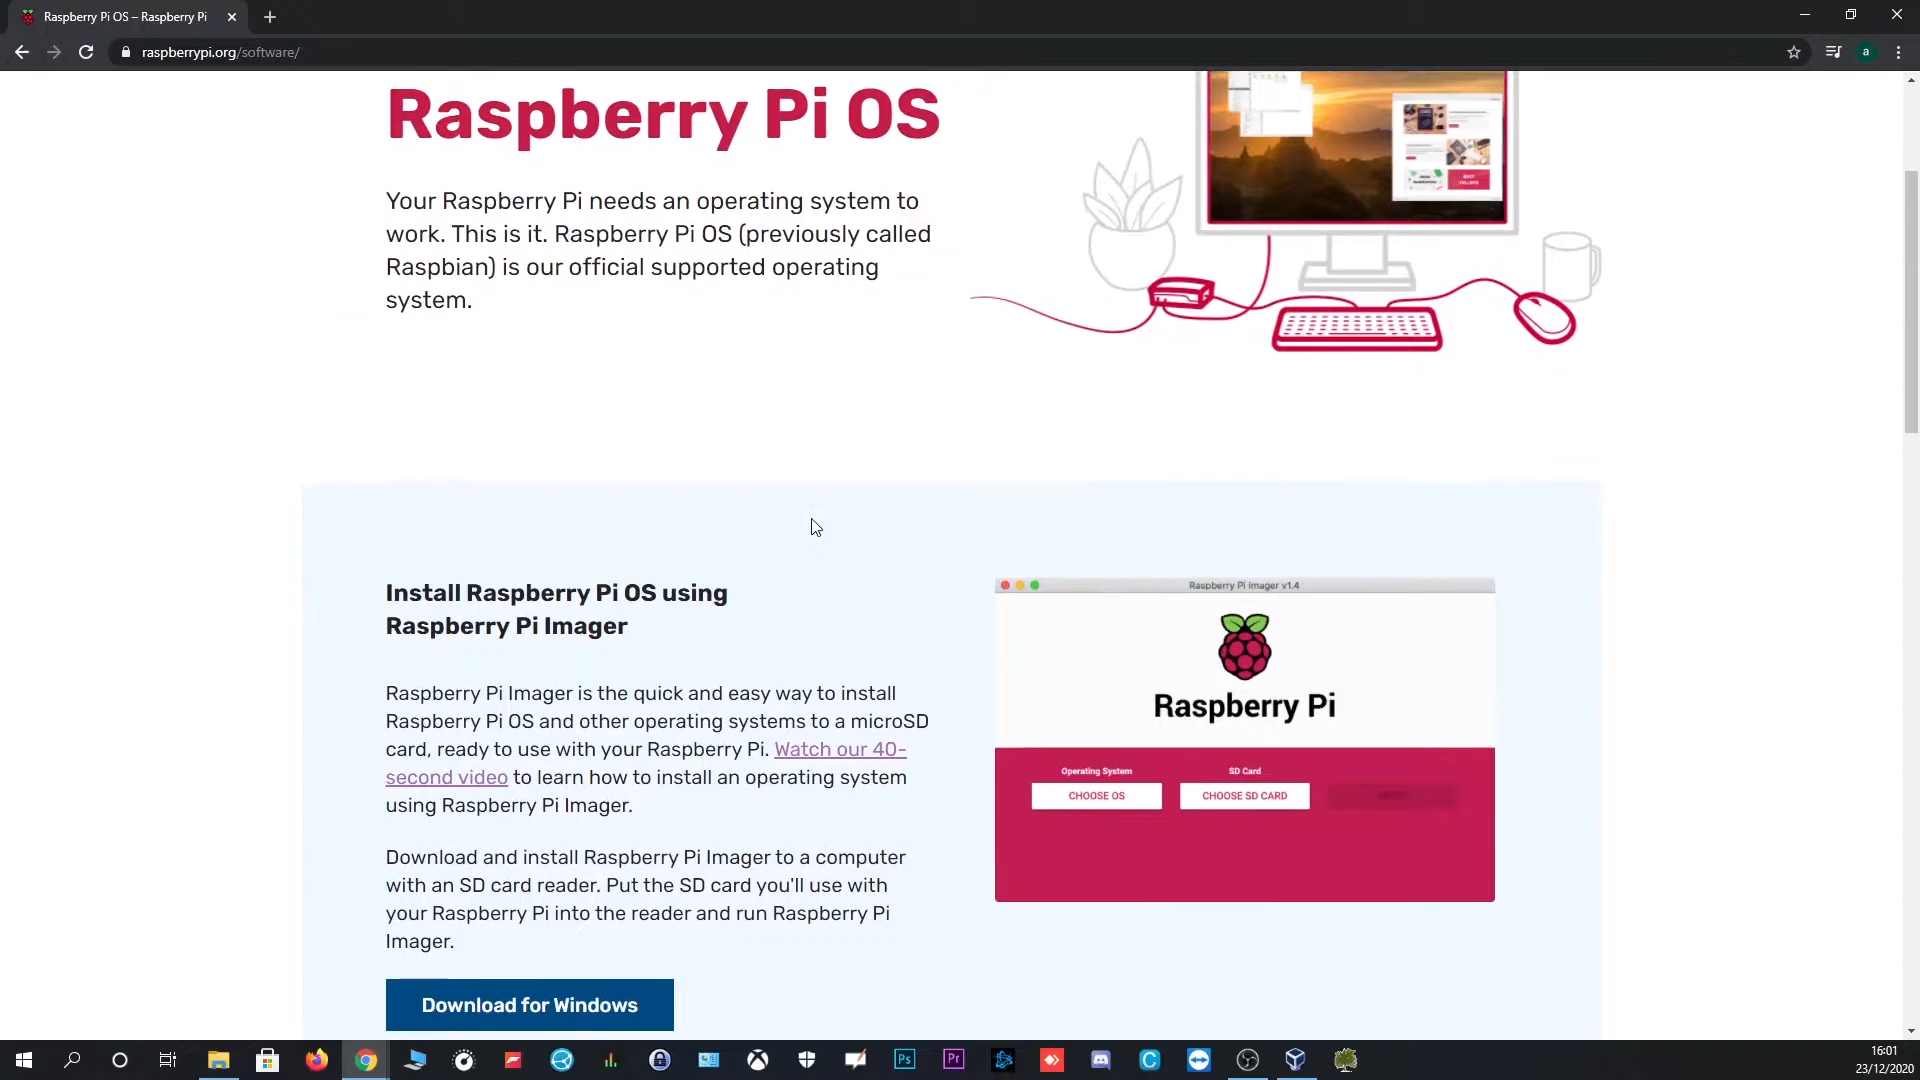 Raspberry Pi OS – Raspberry Pi
raspberrypi.org/software/
a
Raspberry Pi OS
Your Raspberry Pi needs an operating system to
work. This is it. Raspberry Pi OS (previously called
Raspbian) is our official supported operating
system.
Install Raspberry Pi OS using
Raspberry Pi Imager
Raspberry Pi Imager is the quick and easy way to install
Raspberry Pi OS and other operating systems to a microSD
card, ready to use with your Raspberry Pi. Watch our 40-
second video to learn how to install an operating system
using Raspberry Pi Imager.
Download and install Raspberry Pi Imager to a computer
with an SD card reader. Put the SD card you'll use with
your Raspberry Pi into the reader and run Raspberry Pi
Imager.
Download for Windows
Raspberry Pi Imager v1.4
Raspberry Pi
Operating System
SD Card
CHOOSE OS
CHOOSE SD CARD
Ps
Pr
C
16:01
23/12/2020